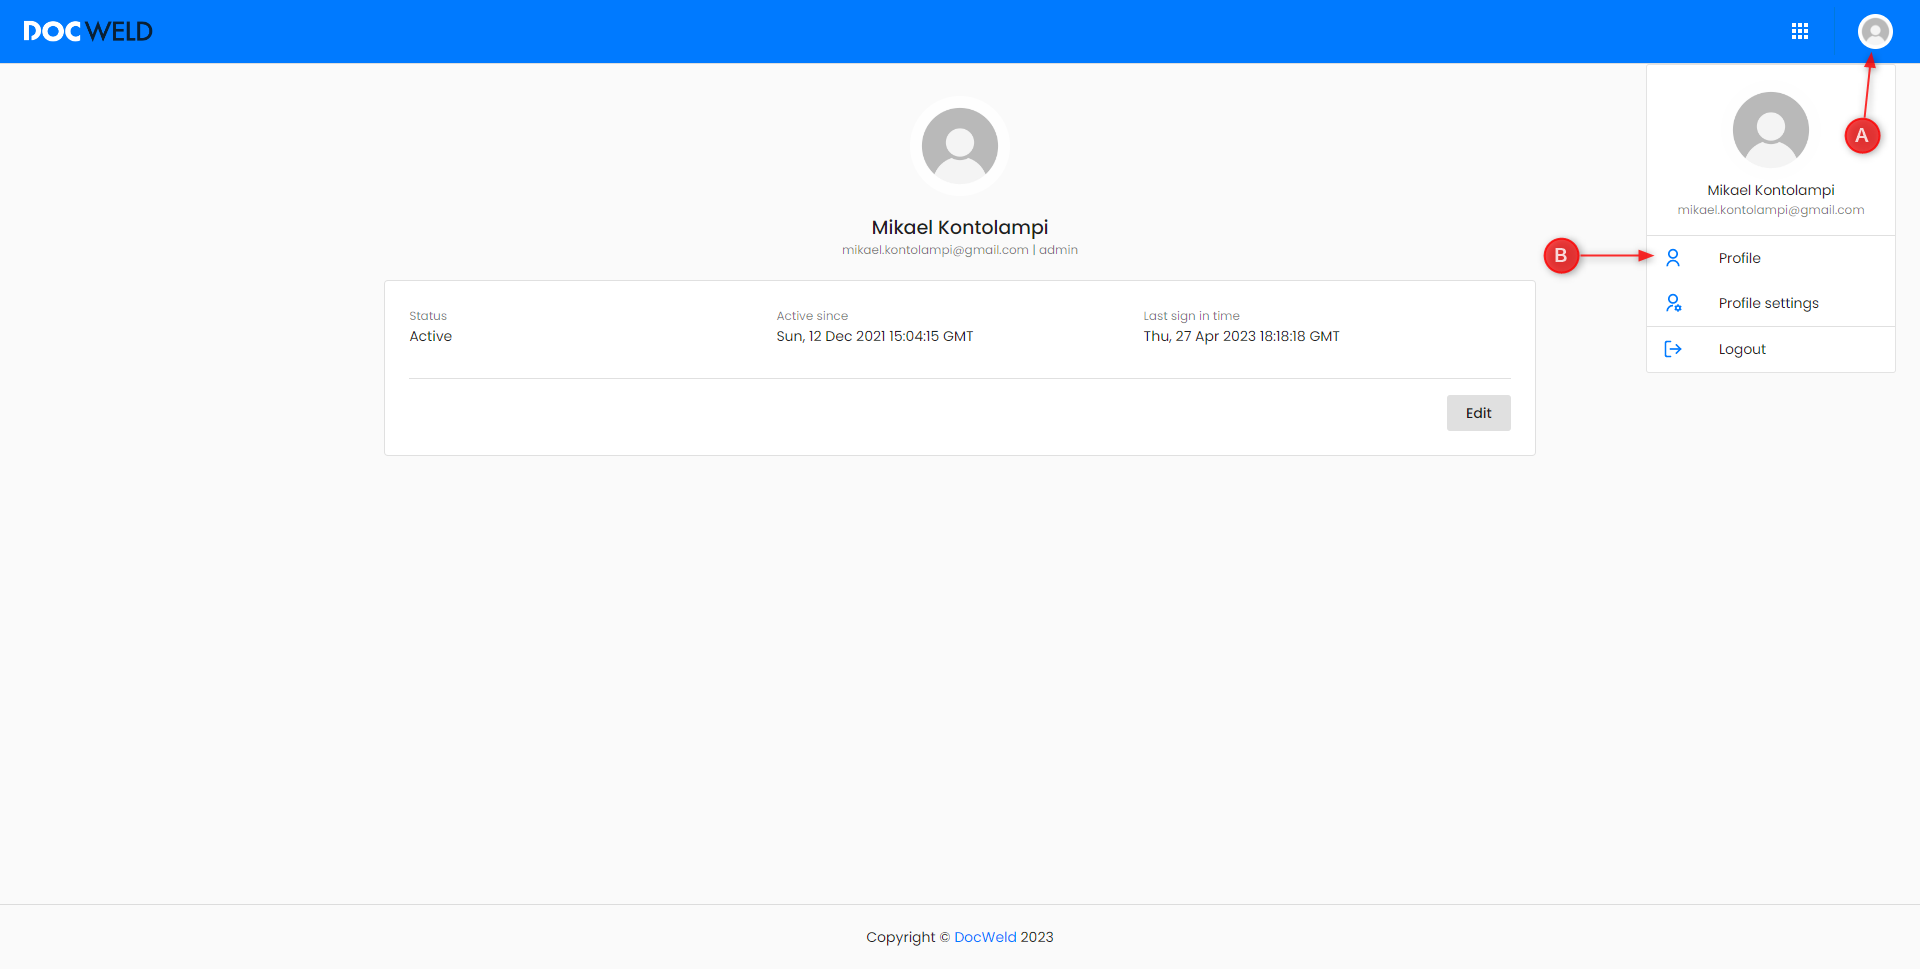 DOCWELD
A
Mikael Kontolampi
mikael.kontolampi@gmail.com
B
Profile
Profile settings
Logout
Mikael Kontolampi
mikael.kontolampi@gmail.com | admin
Status
Active
Active since
Sun, 12 Dec 2021 15:04:15 GMT
Last sign in time
Thu, 27 Apr 2023 18:18:18 GMT
Edit
Copyright © DocWeld 2023